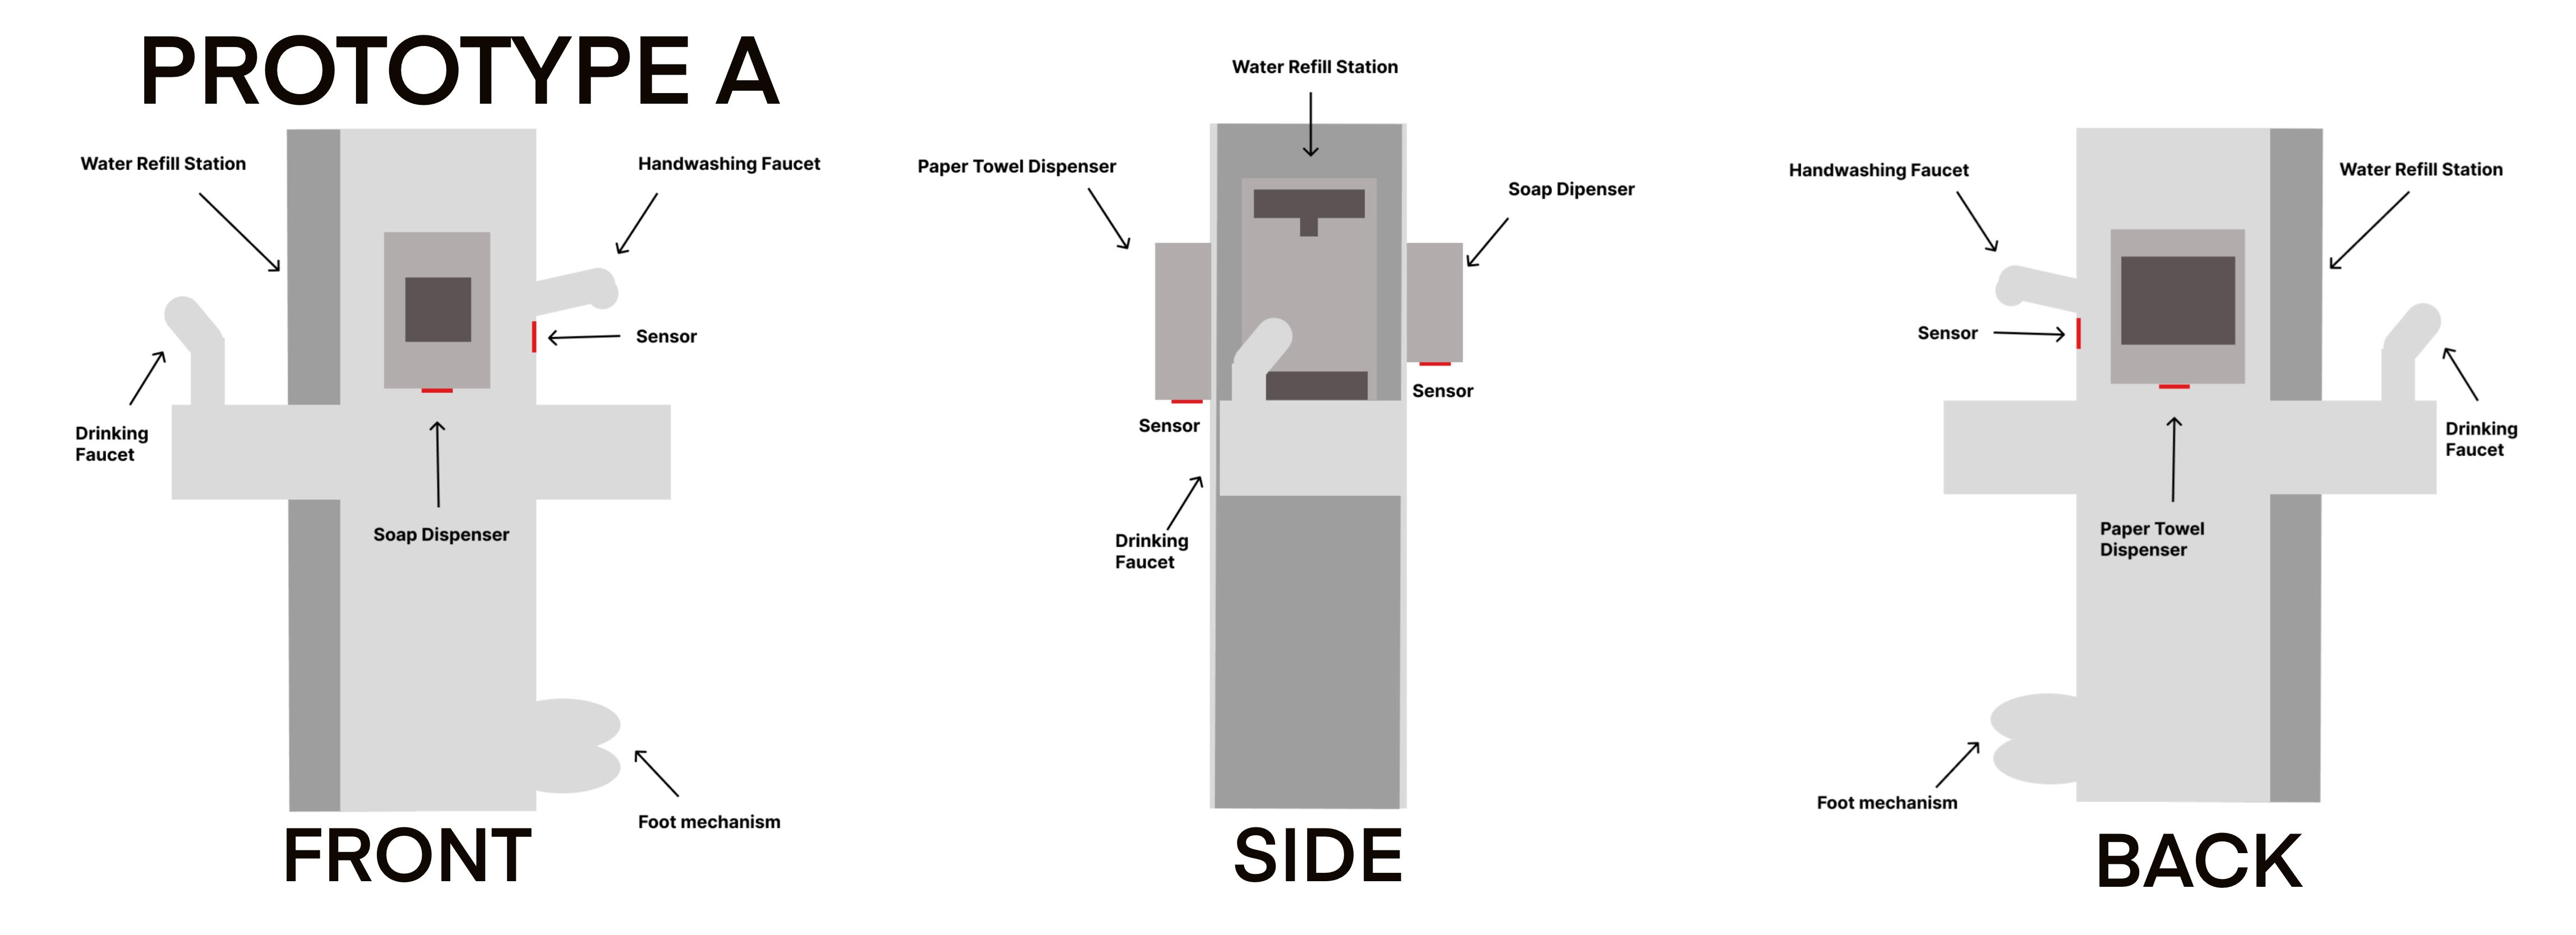 PROTOTYPE A
Water Refill Station
Handwashing Faucet
Sensor
Drinking
Faucet
Soap Dispenser
Foot mechanism
FRONT
Water Refill Station
Paper Towel Dispenser
Soap Dipenser
Sensor
Sensor
Drinking
Faucet
SIDE
Handwashing Faucet
Water Refill Station
Sensor
Drinking
Faucet
Paper Towel
Dispenser
Foot mechanism
BACK